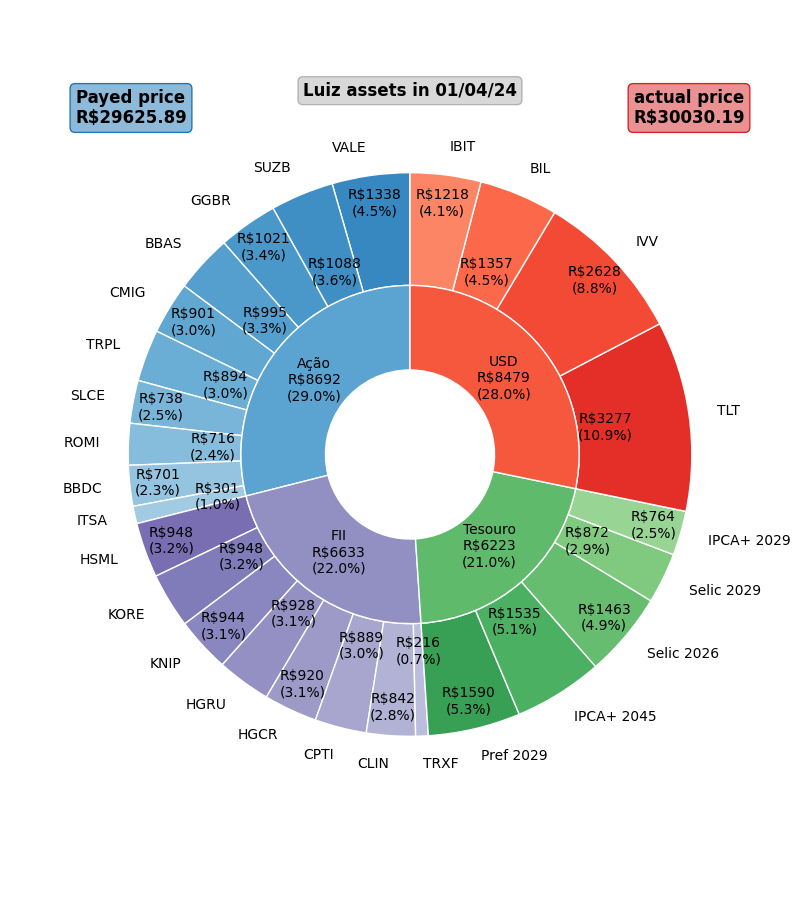 Luiz assets in 01/04/24
Payed price
R$29625.89
actual price
R$30030.19
VALE
IBIT
SUZB
BIL
GGBR
BBAS
IVV
CMIG
TRPL
SLCE
TLT
ROMI
BBDC
ITSA
IPCA+ 2029
HSML
Selic 2029
KORE
Selic 2026
KNIP
HGRU
IPCA+ 2045
HGCR
CPTI
CLIN
TRXF
Pref 2029
R$1338
(4.5%)
R$1218
(4.1%)
R$1021
(3.4%)
R$1088
(3.6%)
R$1357
(4.5%)
R$2628
(8.8%)
R$901
(3.0%)
R$995
(3.3%)
R$894
(3.0%)
R$738
(2.5%)
R$716
(2.4%)
R$701
(2.3%)
R$301
(1.0%)
R$3277
(10.9%)
Ação
R$8692
(29.0%)
USD
R$8479
(28.0%)
FII
R$6633
(22.0%)
Tesouro
R$6223
(21.0%)
R$948
(3.2%)
R$948
(3.2%)
R$944
(3.1%)
R$928
(3.1%)
R$920
(3.1%)
R$889
(3.0%)
R$842
(2.8%)
R$216
(0.7%)
R$1590
(5.3%)
R$1535
(5.1%)
R$1463
(4.9%)
R$872
(2.9%)
R$764
(2.5%)